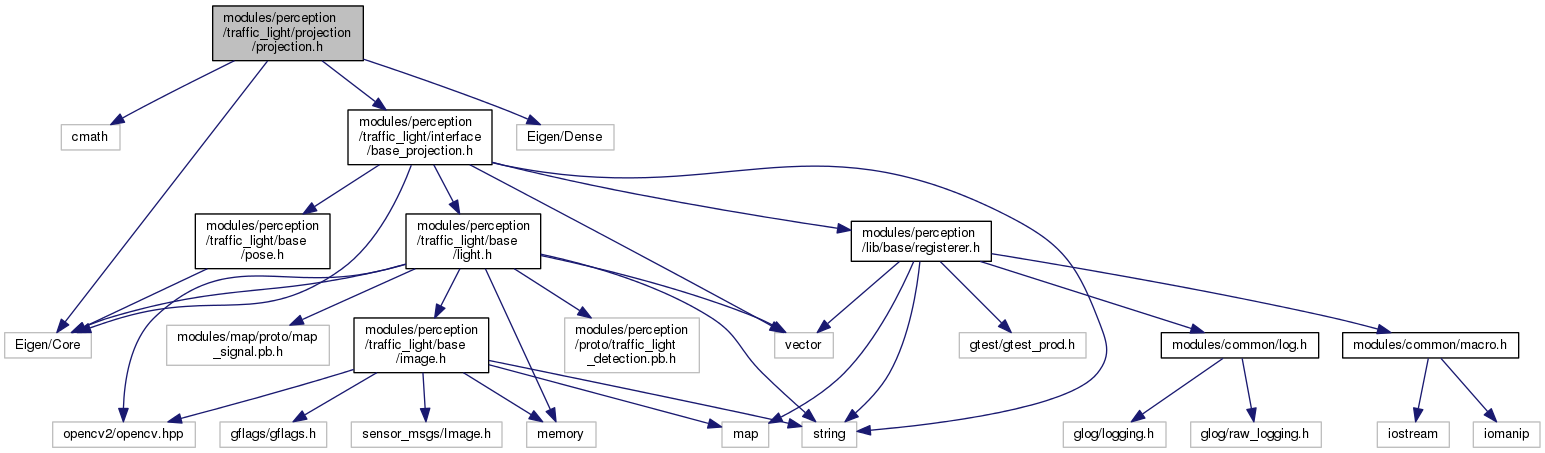 modules/perception
/traffic_light/projection
/projection.h
cmath
modules/perception
/traffic_light/interface
/base_projection.h
Eigen/Dense
modules/perception
/traffic_light/base
/pose.h
modules/perception
/traffic_light/base
/light.h
modules/perception
/lib/base/registerer.h
Eigen/Core
modules/map/proto/map
_signal.pb.h
modules/perception
/traffic_light/base
/image.h
modules/perception
/proto/traffic_light
_detection.pb.h
vector
gtest/gtest_prod.h
modules/common/log.h
modules/common/macro.h
opencv2/opencv.hpp
gflags/gflags.h
sensor_msgs/Image.h
memory
map
string
glog/logging.h
glog/raw_logging.h
iostream
iomanip